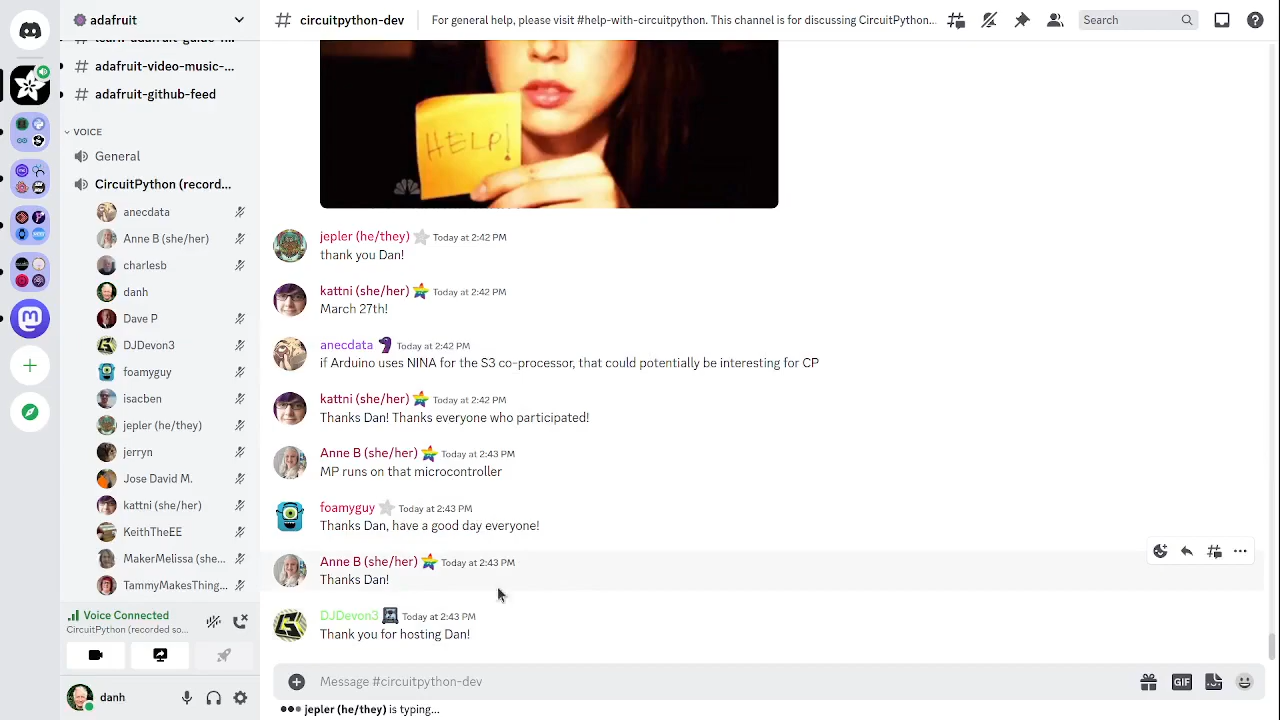 adafruit
adafruit-video-music-...
adafruit-github-feed
VOICE
General
CircuitPython (record...
anecdata
Anne B (she/her)
charlesb
danh
Dave P
DJDevon3
foamyguy
isacben
jepler (he/they)
jerryn
Jose David M.
kattni (she/her)
KeithTheEE
MakerMelissa (she...
TammyMakesThing...
Voice Connected
CircuitPython (recorded so...
danh
# circuitpython-dev
For general help, please visit #help-with-circuitpython. This channel is for discussing CircuitPython...
Search
HELP!
jepler (he/they) Today at 2:42 PM
thank you Dan!
kattni (she/her) Today at 2:42 PM
March 27th!
anecdata Today at 2:42 PM
if Arduino uses NINA for the S3 co-processor, that could potentially be interesting for CP
kattni (she/her) Today at 2:42 PM
Thanks Dan! Thanks everyone who participated!
Anne B (she/her) Today at 2:43 PM
MP runs on that microcontroller
foamyguy Today at 2:43 PM
Thanks Dan, have a good day everyone!
Anne B (she/her) Today at 2:43 PM
Thanks Dan!
DJDevon3 Today at 2:43 PM
Thank you for hosting Dan!
Message #circuitpython-dev
GIF
jepler (he/they) is typing...